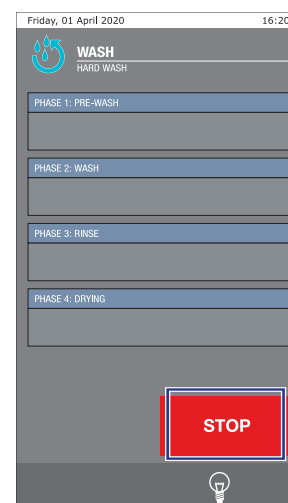 Friday, 01 April 2020 16:20
WASH
HARD WASH
PHASE 1: PRE-WASH
PHASE 2: WASH
PHASE 3: RINSE
PHASE 4: DRYING
STOP